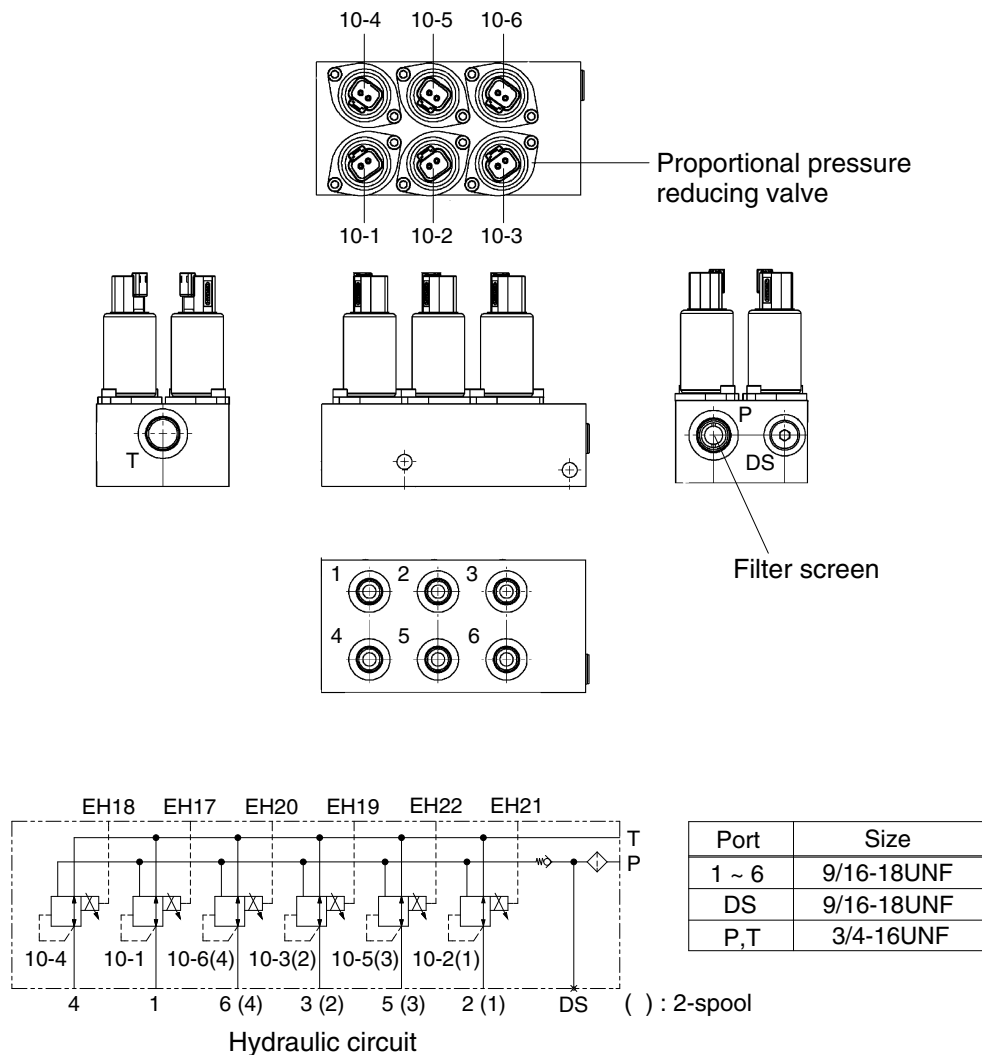 10-4 10-5 10-6
Proportional pressure
reducing valve
10-1 10-2 10-3
T
P
DS
Filter screen
1 2 3
4 5 6
EH18 EH17 EH20 EH19 EH22 EH21
T
P
10-4 10-1 10-6(4) 10-3(2) 10-5(3) 10-2(1)
4 1 6 (4) 3 (2) 5 (3) 2 (1) DS ( ) : 2-spool
Hydraulic circuit
Port Size
1 ~ 6 9/16-18UNF
DS 9/16-18UNF
P,T 3/4-16UNF